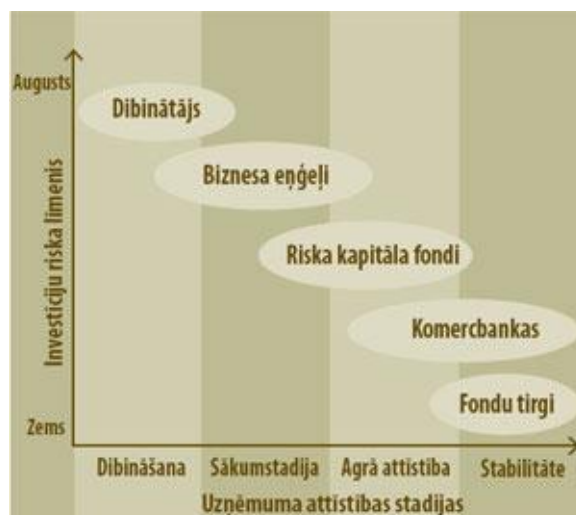 Augusts
Dibinātājs
Biznesa eņģeļi
Riska kapitāla fondi
Komercbankas
Fondu tirgi
Zems
Investīciju riska līmenis
Dibināšana
Sākumstadija
Agrā attīstība
Stabilitāte
Uzņēmuma attīstības stadijas